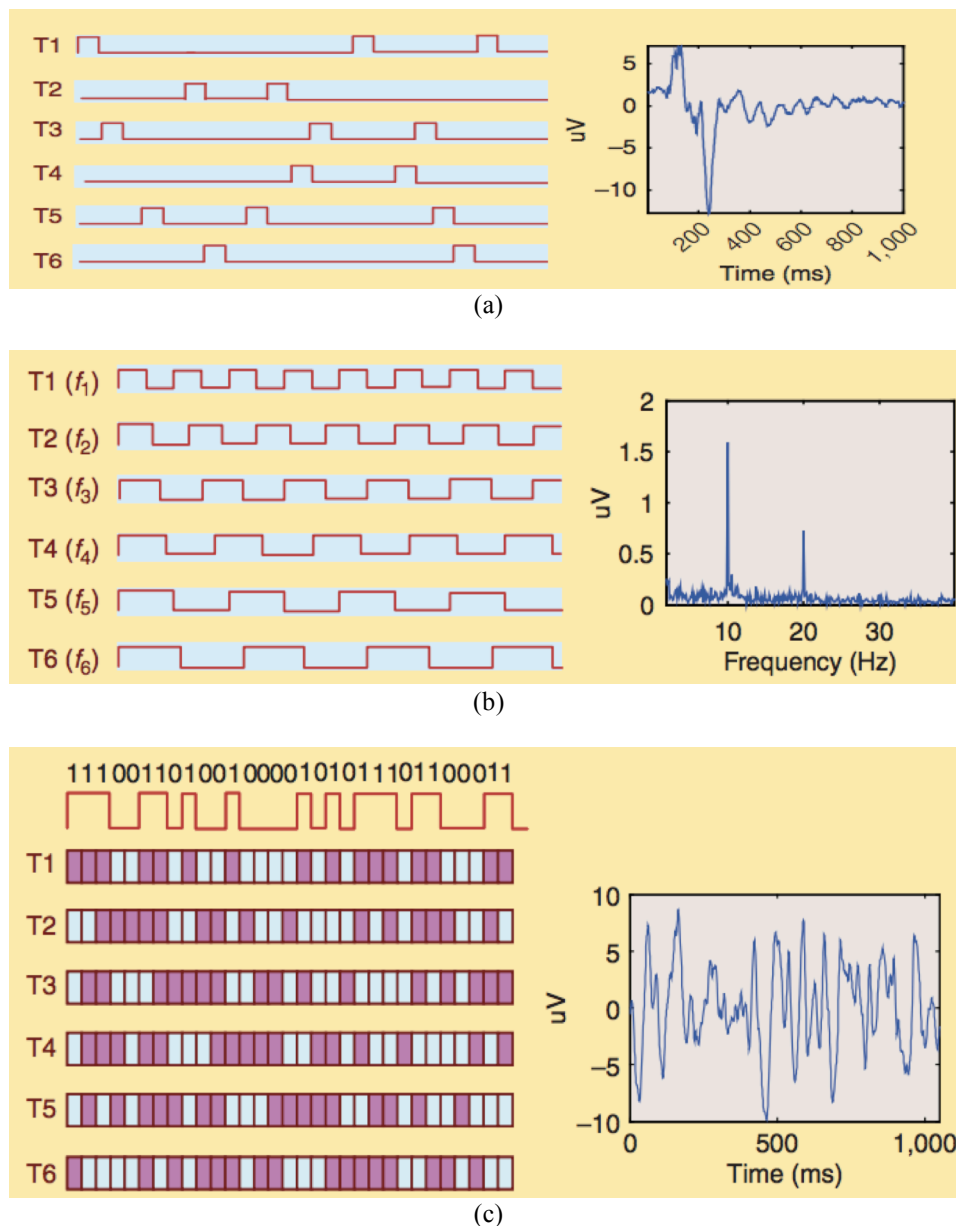 T1
T2
T3
T4
T5
T6
5
0
−5
−10
uV
200
400
600
800
1,000
Time (ms)
(a)
T1 (f1)
T2 (f2)
T3 (f3)
T4 (f4)
T5 (f5)
T6 (f6)
2
1.5
1
0.5
0
uV
10
20
30
Frequency (Hz)
(b)
1110011010010000101011101100011
T1
T2
T3
T4
T5
T6
10
5
0
−5
−10
uV
0
500
1,000
Time (ms)
(c)